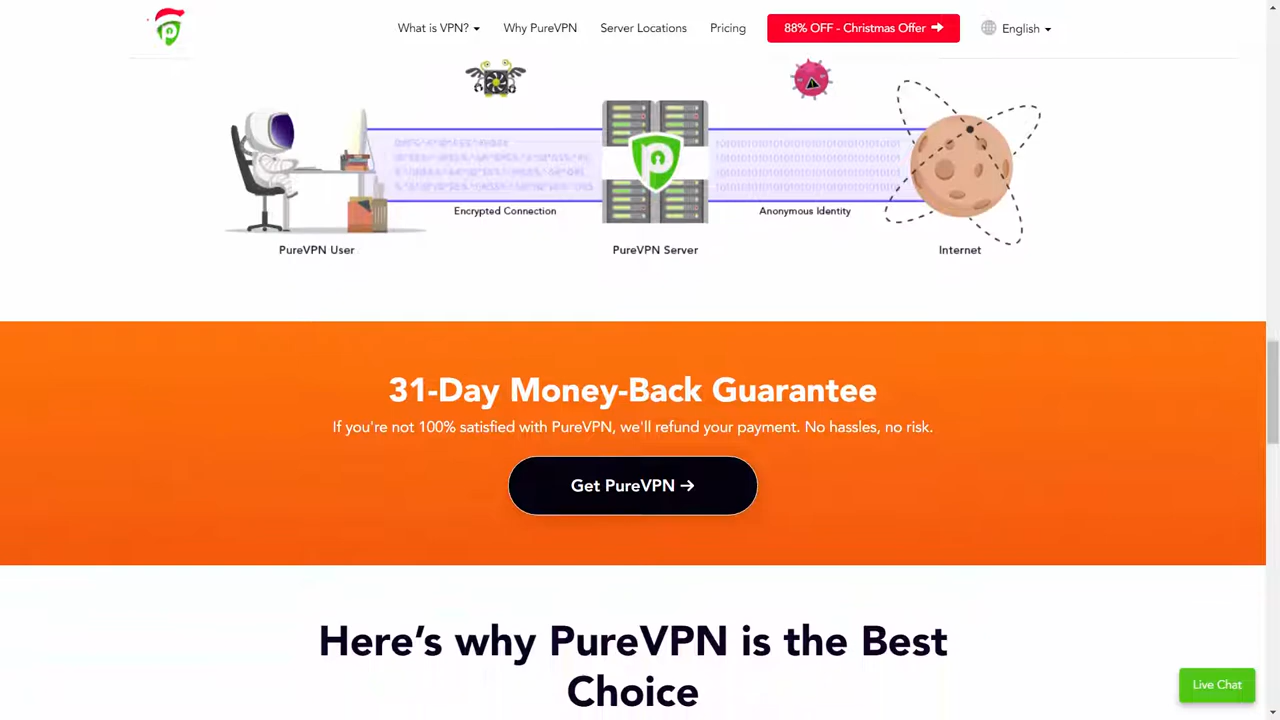 What is VPN?
Why PureVPN
Server Locations
Pricing
88% OFF - Christmas Offer
English
Encrypted Connection
Anonymous Identity
PureVPN User
PureVPN Server
Internet
31-Day Money-Back Guarantee
If you're not 100% satisfied with PureVPN, we'll refund your payment. No hassles, no risk.
Get PureVPN →
Here's why PureVPN is the Best
Choice
Live Chat